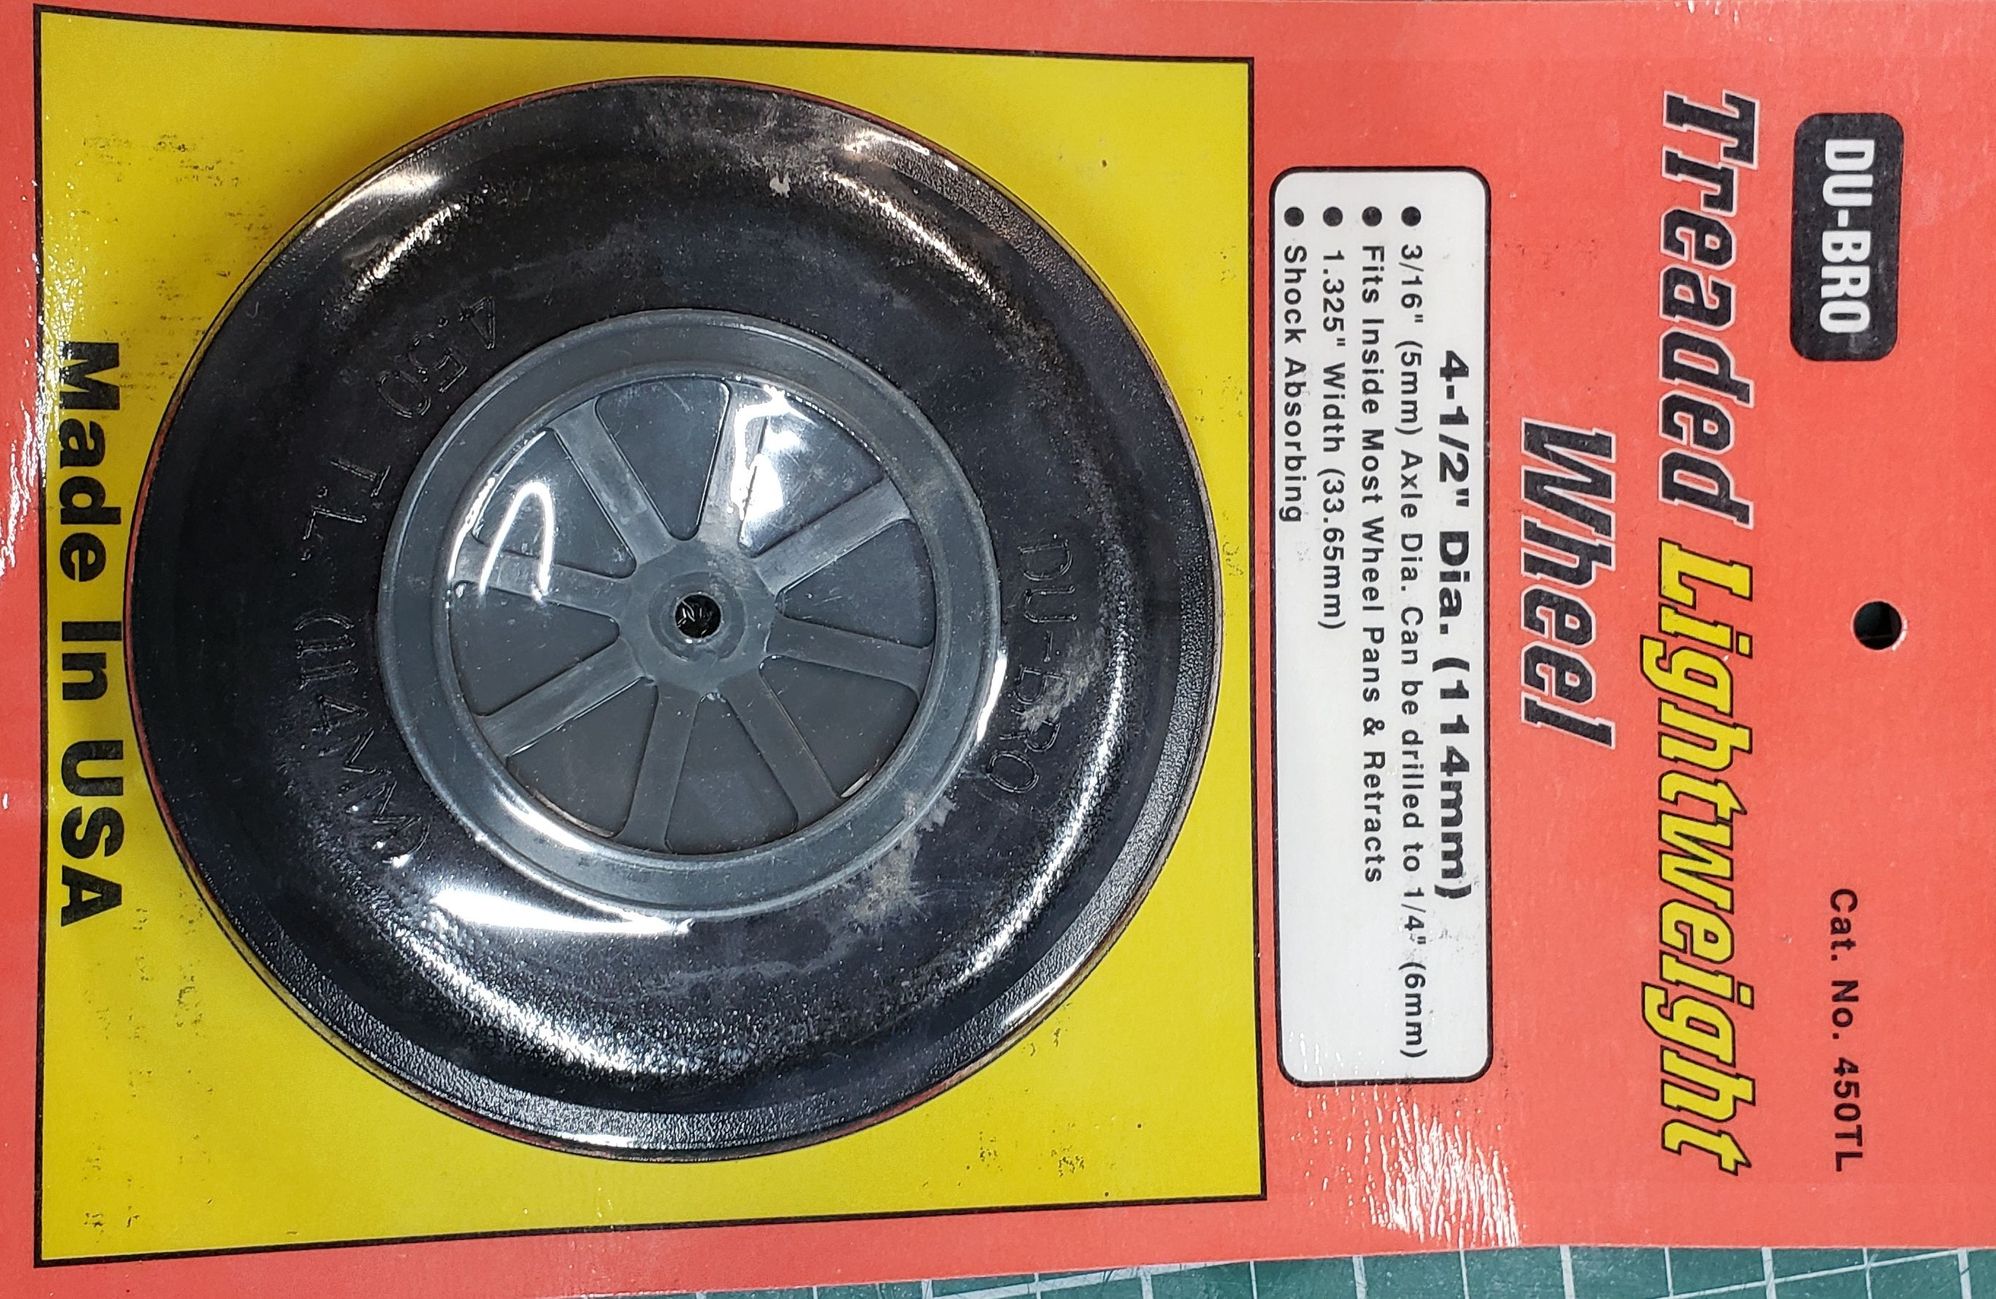 DU-BRO
Cat. No. 450TL
Treaded Lightweight
Wheel
4-1/2" Dia. (114mm)
● 3/16" (5mm) Axle Dia. Can be drilled to 1/4" (6mm)
● Fits Inside Most Wheel Pans & Retracts
● 1.325" Width (33.65mm)
● Shock Absorbing
DU-BRO
4.50 T.L. (114MM)
Made In USA